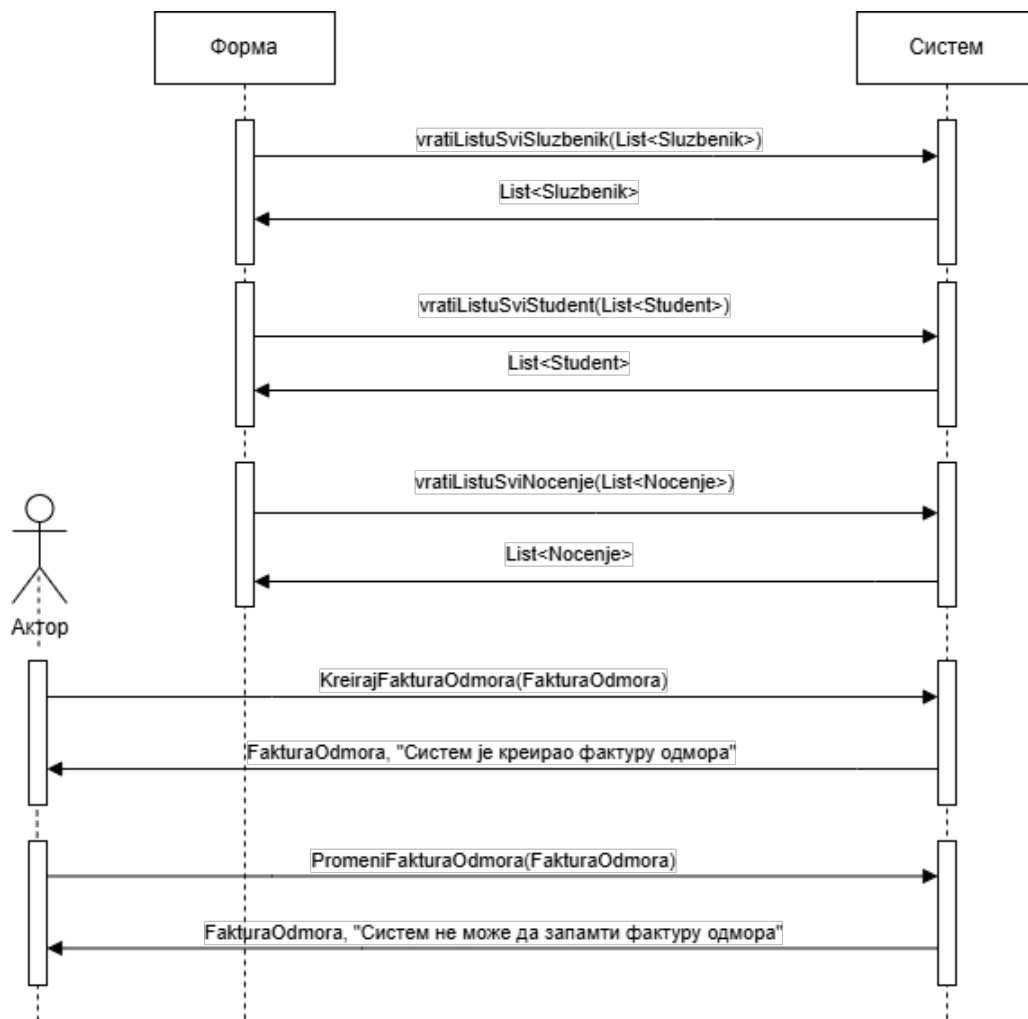 Форма
Систем
vratiListuSviSluzbenik(List<Sluzbenik>)
List<Sluzbenik>
vratiListuSviStudent(List<Student>)
List<Student>
vratiListuSviNocenje(List<Nocenje>)
List<Nocenje>
Актор
KreirajFakturaOdmora(FakturaOdmora)
FakturaOdmora, "Систем је креирао фактуру одмора"
PromeniFakturaOdmora(FakturaOdmora)
FakturaOdmora, "Систем не може да запамти фактуру одмора"